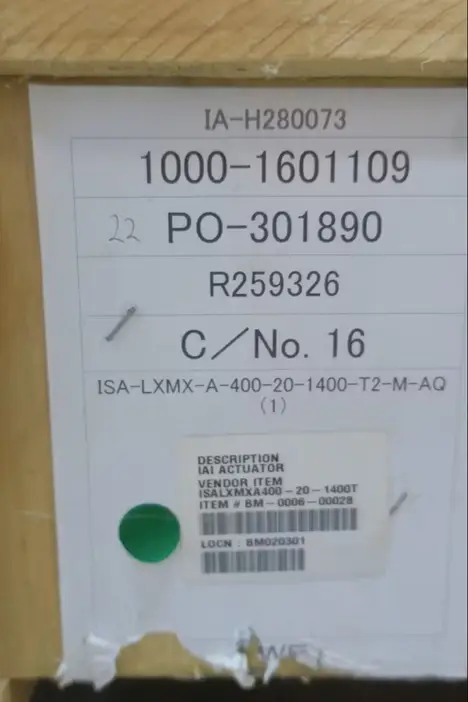 IA-H280073
1000-1601109
22 PO-301890
R259326
C／No. 16
ISA-LXMX-A-400-20-1400-T2-M-AQ
(1)
DESCRIPTION
IAI ACTUATOR
VENDOR ITEM
ISALXMXA400-20-1400T
ITEM # BM-0006-00028
LOCN : BM020301